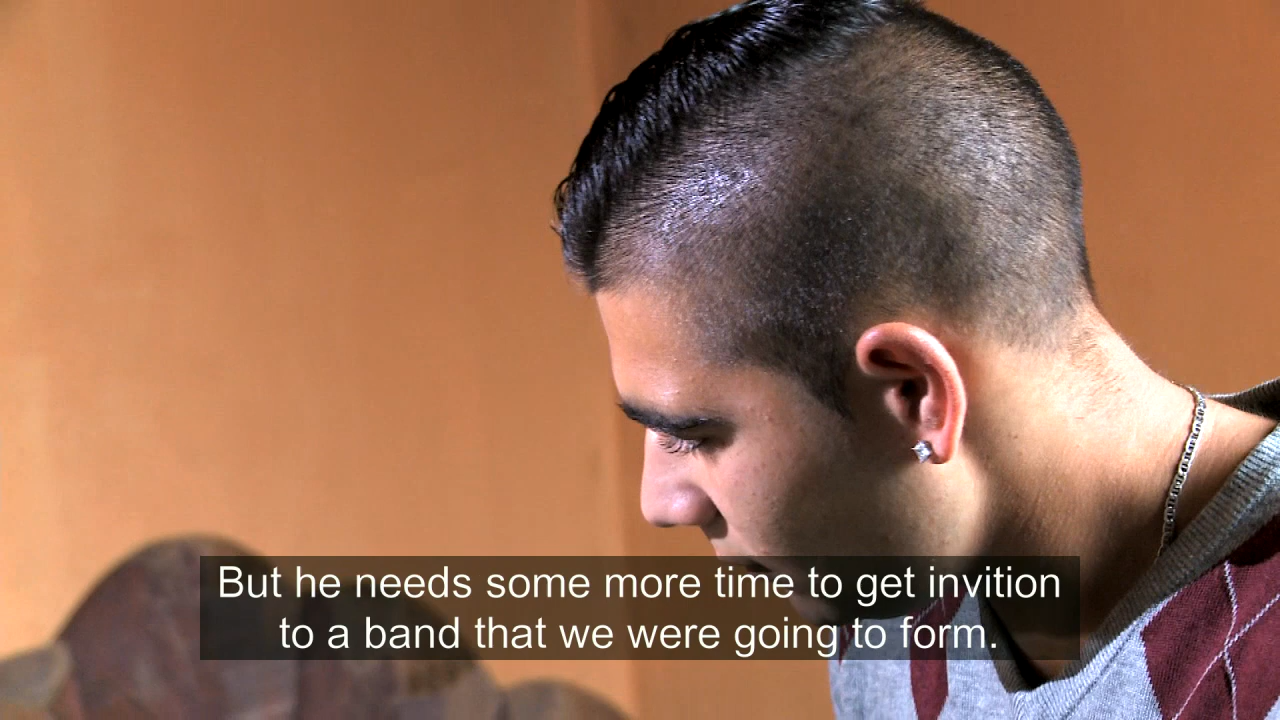 But he needs some more time to get invition
to a band that we were going to form.